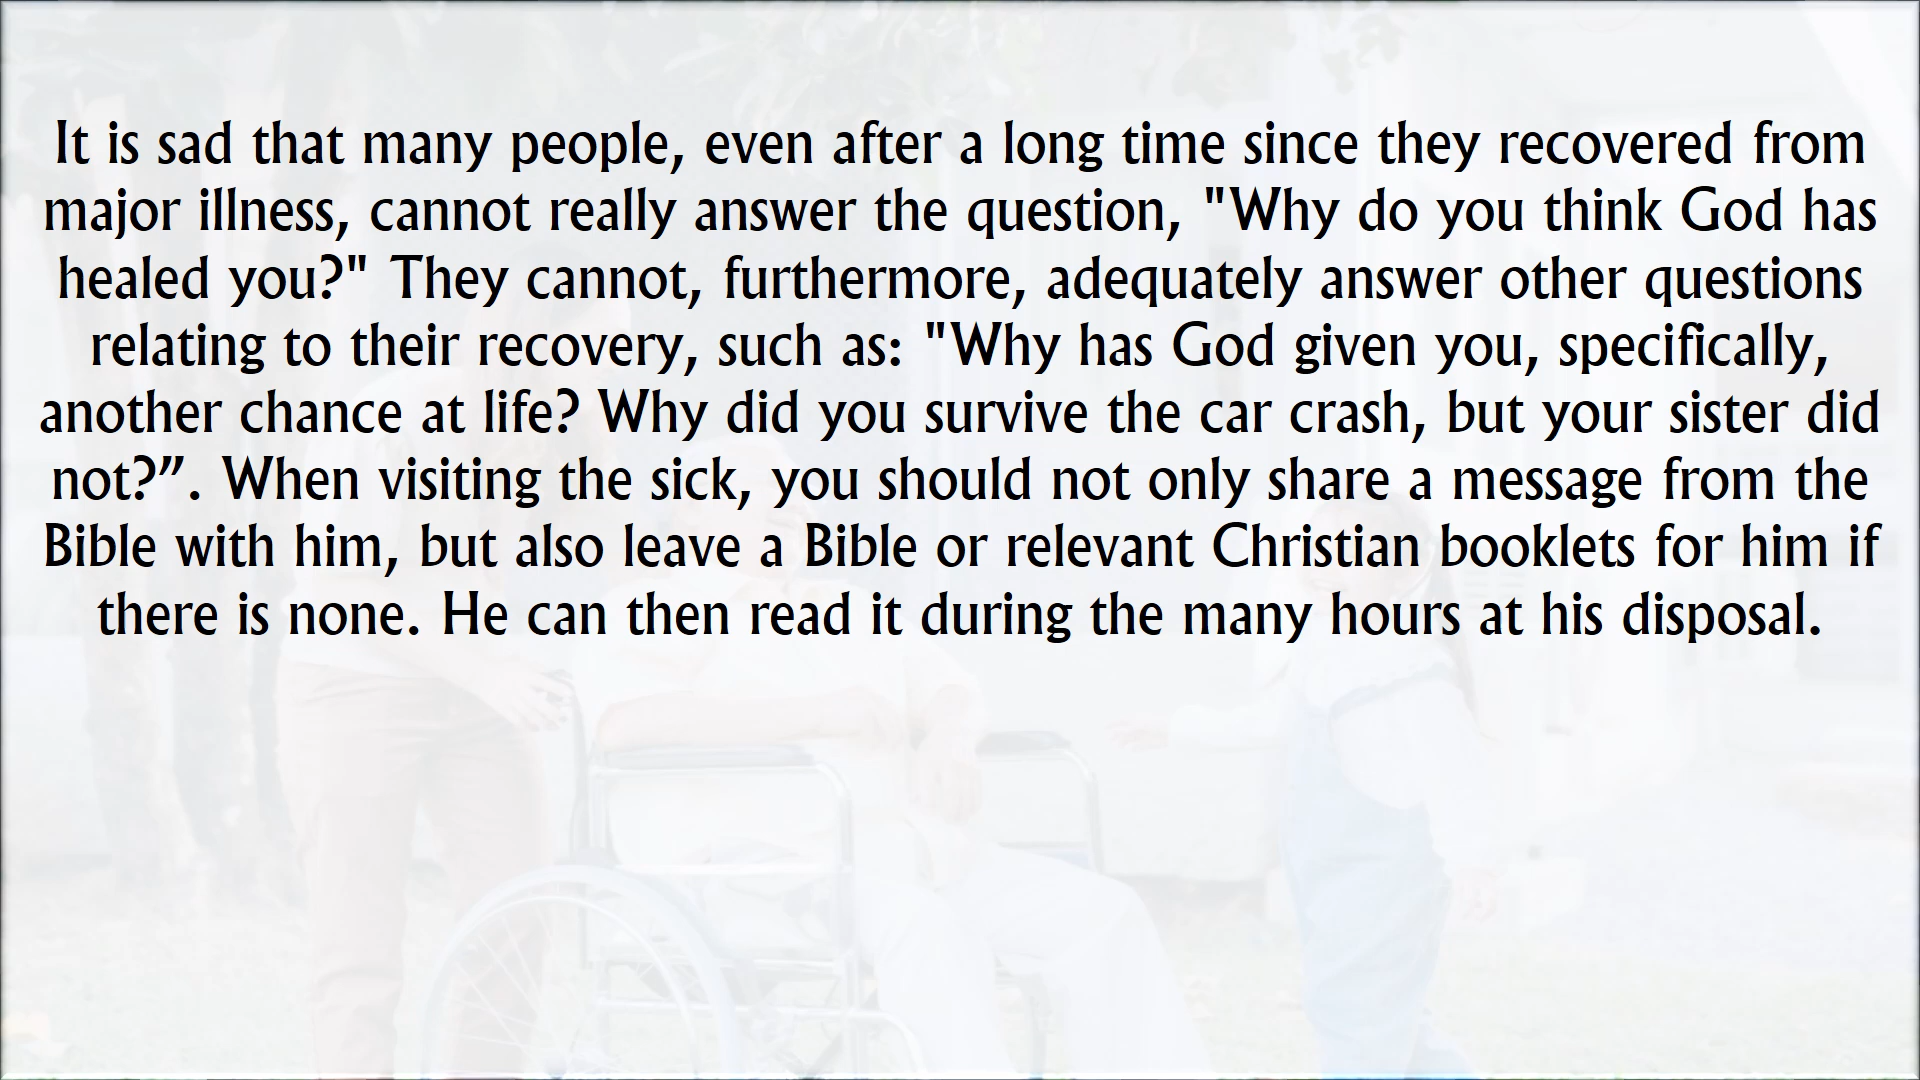 It is sad that many people, even after a long time since they recovered from
major illness, cannot really answer the question, "Why do you think God has
healed you?" They cannot, furthermore, adequately answer other questions
relating to their recovery, such as: "Why has God given you, specifically,
another chance at life? Why did you survive the car crash, but your sister did
not?”. When visiting the sick, you should not only share a message from the
Bible with him, but also leave a Bible or relevant Christian booklets for him if
there is none. He can then read it during the many hours at his disposal.